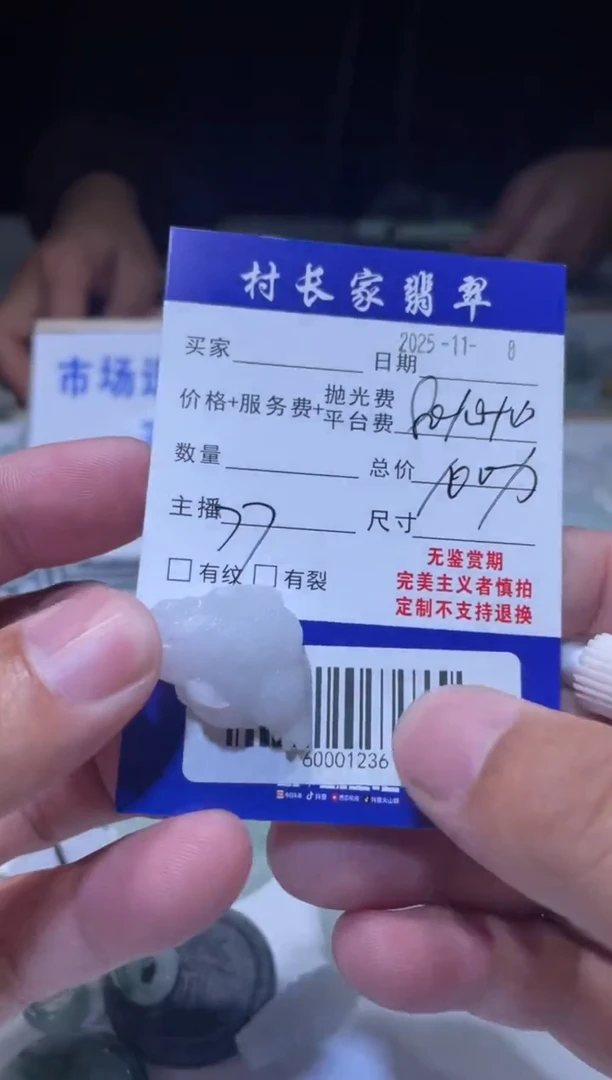 村长家翡翠
市场
买家 日期 2025-11- 8
价格+服务费+抛光费
平台费
数量 总价
主播 77 尺寸
有纹 有裂
无鉴赏期
完美主义者慎拍
定制不支持退换
60001236